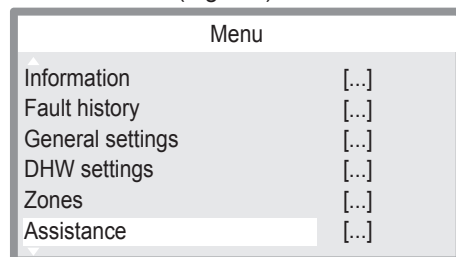 Menu
Information [...]
Fault history [...]
General settings [...]
DHW settings [...]
Zones [...]
Assistance [...]